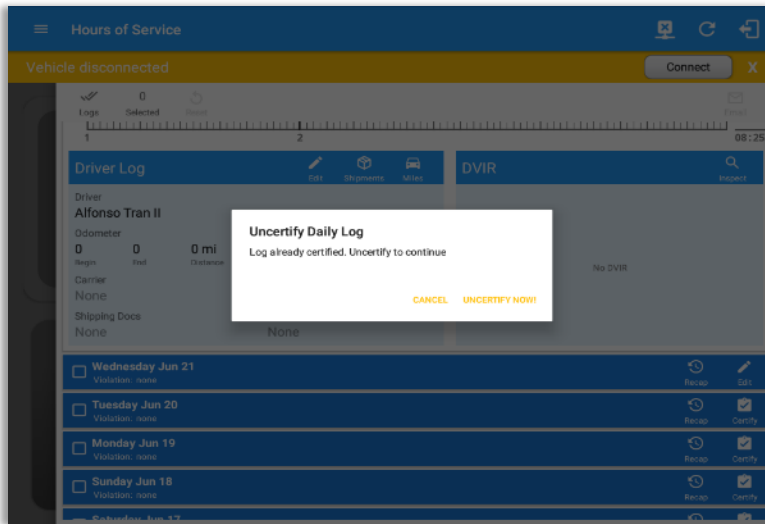 Hours of Service
Vehicle disconnected
Connect
X
0
Logs Selected Reset Email
1 2 08:25
Driver Log
Edit Shipments Miles
DVIR
Inspect
Driver
Alfonso Tran II
Odometer
0 0 0 mi
Begin End Distance
Carrier
None
Shipping Docs
None None
No DVIR
Uncertify Daily Log
Log already certified. Uncertify to continue
CANCEL UNCERTIFY NOW!
Wednesday Jun 21
Violation: none
Recap Edit
Tuesday Jun 20
Violation: none
Recap Certify
Monday Jun 19
Violation: none
Recap Certify
Sunday Jun 18
Violation: none
Recap Certify
Saturday Jun 17